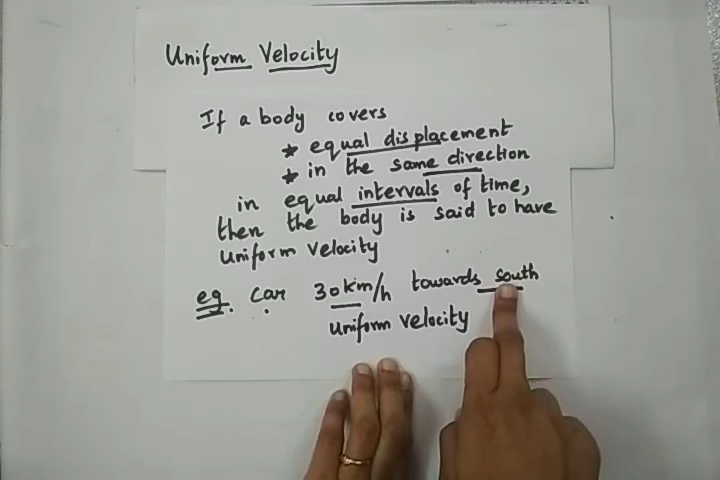 Uniform Velocity
If a body covers
* equal displacement
* in the same direction
in equal intervals of time,
then the body is said to have
uniform velocity
eg. Car 30km/h towards south
uniform velocity